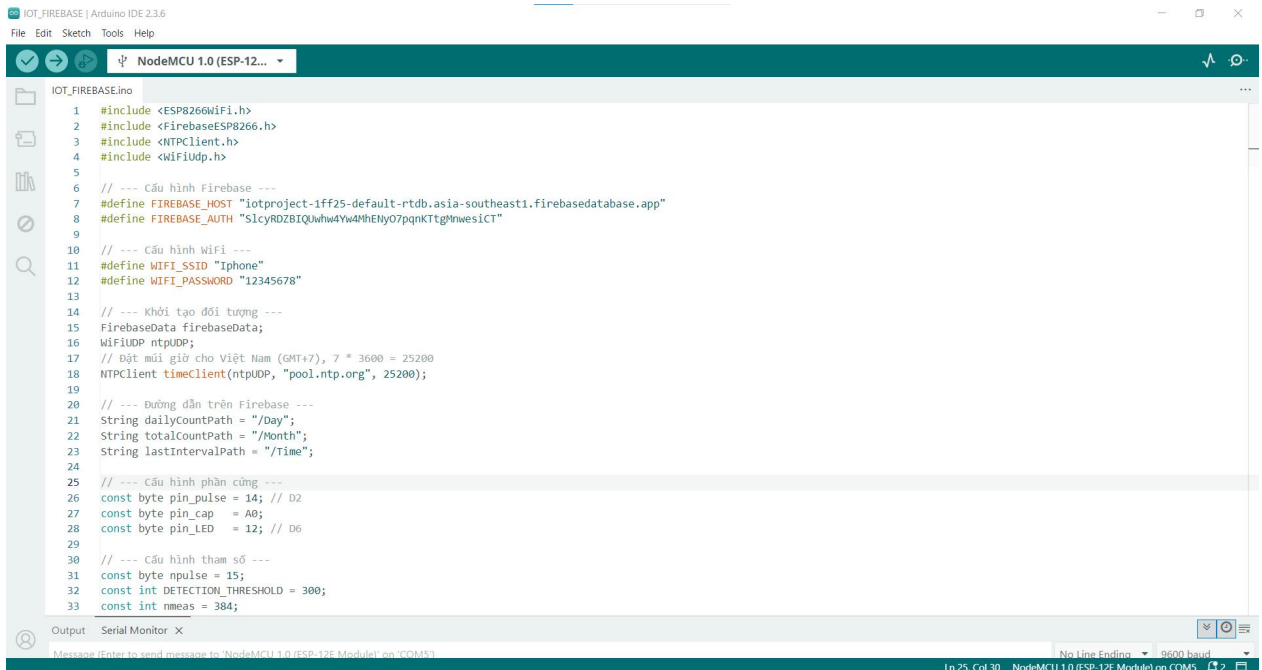 IOT_FIREBASE | Arduino IDE 2.3.6
File Edit Sketch Tools Help
NodeMCU 1.0 (ESP-12...
IOT_FIREBASE.ino
...
1 #include <ESP8266WiFi.h>
2 #include <FirebaseESP8266.h>
3 #include <NTPClient.h>
4 #include <WiFiUdp.h>
5
6 // --- Cấu hình Firebase ---
7 #define FIREBASE_HOST "iotproject-1ff25-default-rtdb.asia-southeast1.firebasedatabase.app"
8 #define FIREBASE_AUTH "SlcyRDZBIQUwhw4Yw4MhENyO7pqnKTtgMnwesiCT"
9
10 // --- Cấu hình WiFi ---
11 #define WIFI_SSID "Iphone"
12 #define WIFI_PASSWORD "12345678"
13
14 // --- Khởi tạo đối tượng ---
15 FirebaseData firebaseData;
16 WiFiUDP ntpUDP;
17 // Đặt múi giờ cho Việt Nam (GMT+7), 7 * 3600 = 25200
18 NTPClient timeClient(ntpUDP, "pool.ntp.org", 25200);
19
20 // --- Đường dẫn trên Firebase ---
21 String dailyCountPath = "/Day";
22 String totalCountPath = "/Month";
23 String lastIntervalPath = "/Time";
24
25 // --- Cấu hình phần cứng ---
26 const byte pin_pulse = 14; // D2
27 const byte pin_cap = A0;
28 const byte pin_LED = 12; // D6
29
30 // --- Cấu hình tham số ---
31 const byte npulse = 15;
32 const int DETECTION_THRESHOLD = 300;
33 const int nmeas = 384;
Output Serial Monitor X
Message (Enter to send message to 'NodeMCU 1.0 (ESP-12E Module)' on 'COM5')
No Line Ending 9600 baud
Ln 25, Col 30 NodeMCU 1.0 (ESP-12E Module) on COM5 2